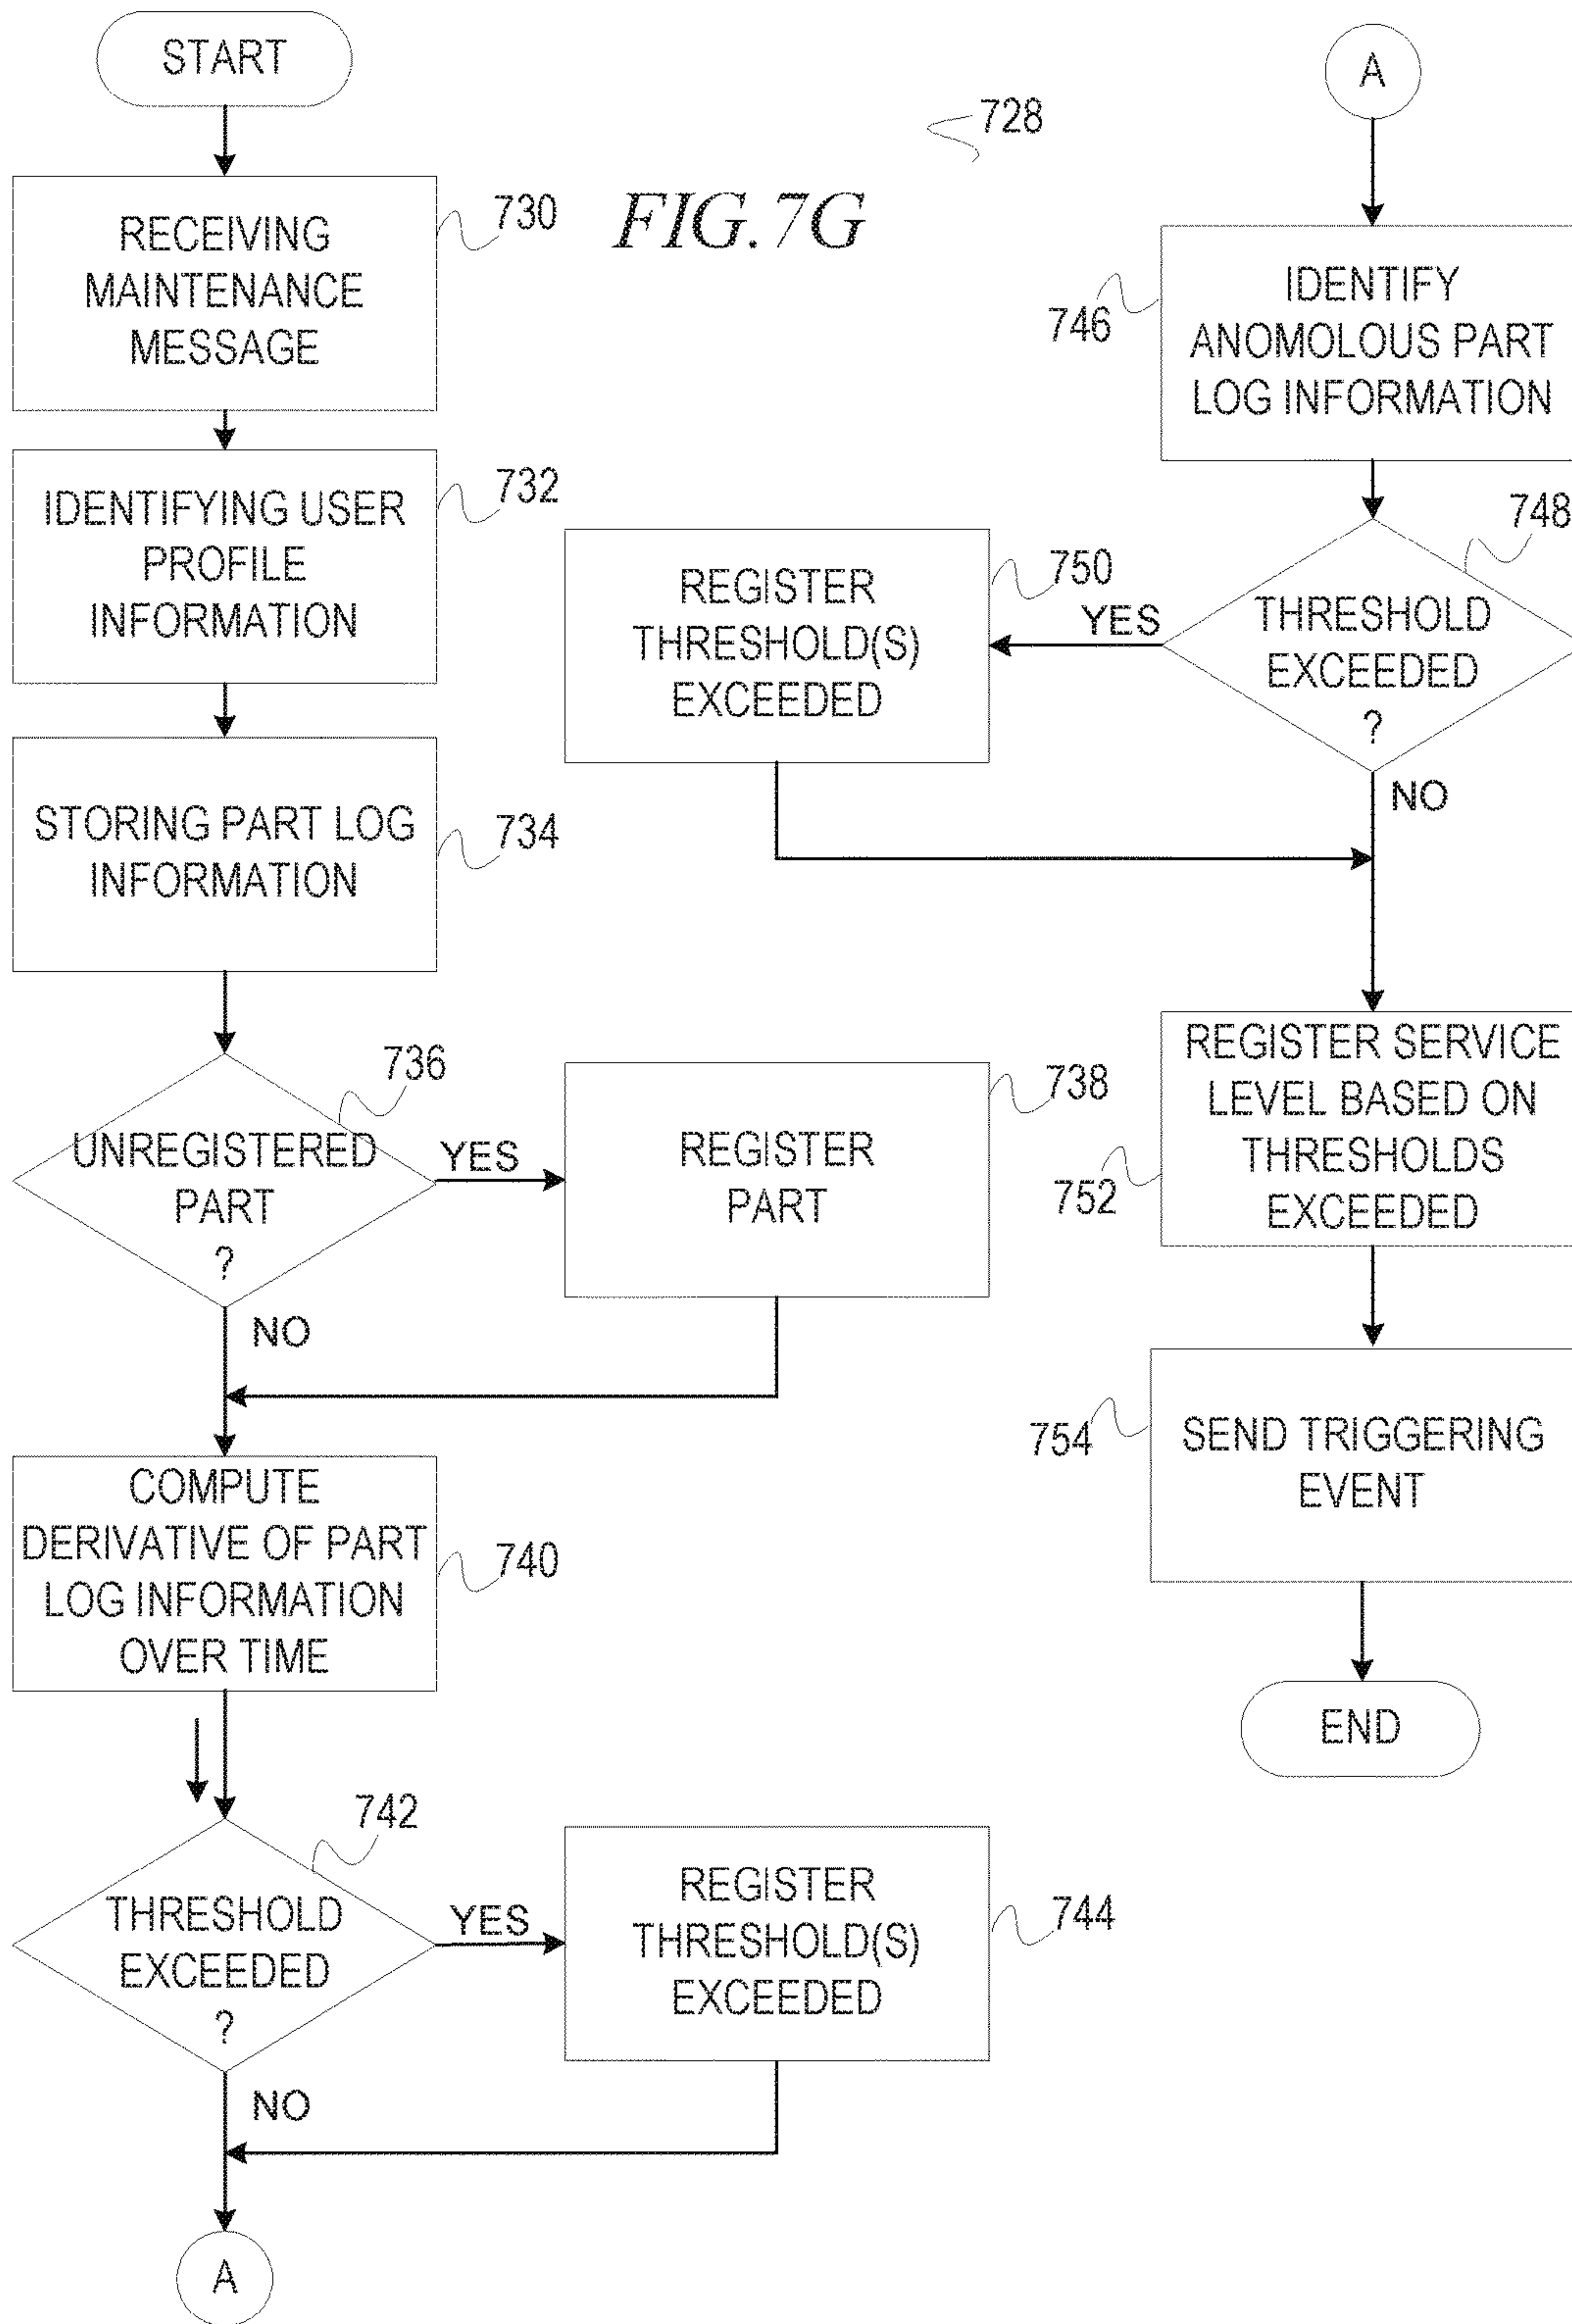 START
RECEIVING
MAINTENANCE
MESSAGE
730
FIG. 7G
728
IDENTIFYING USER
PROFILE
INFORMATION
732
STORING PART LOG
INFORMATION
734
UNREGISTERED
PART
?
736
YES
NO
REGISTER
PART
738
COMPUTE
DERIVATIVE OF PART
LOG INFORMATION
OVER TIME
740
THRESHOLD
EXCEEDED
?
742
YES
NO
REGISTER
THRESHOLD(S)
EXCEEDED
744
A
A
IDENTIFY
ANOMOLOUS PART
LOG INFORMATION
746
THRESHOLD
EXCEEDED
?
748
YES
NO
REGISTER
THRESHOLD(S)
EXCEEDED
750
REGISTER SERVICE
LEVEL BASED ON
THRESHOLDS
EXCEEDED
752
SEND TRIGGERING
EVENT
754
END